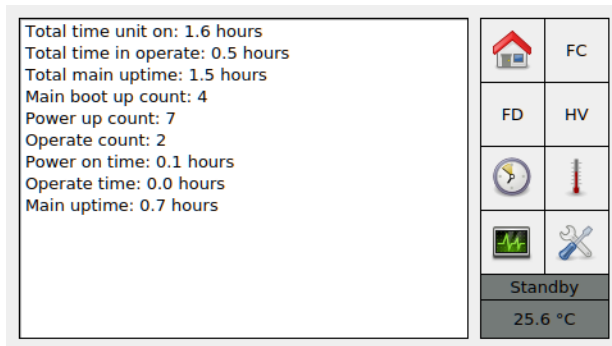 Total time unit on: 1.6 hours
Total time in operate: 0.5 hours
Total main uptime: 1.5 hours
Main boot up count: 4
Power up count: 7
Operate count: 2
Power on time: 0.1 hours
Operate time: 0.0 hours
Main uptime: 0.7 hours
FC
FD HV
Standby
25.6 °C